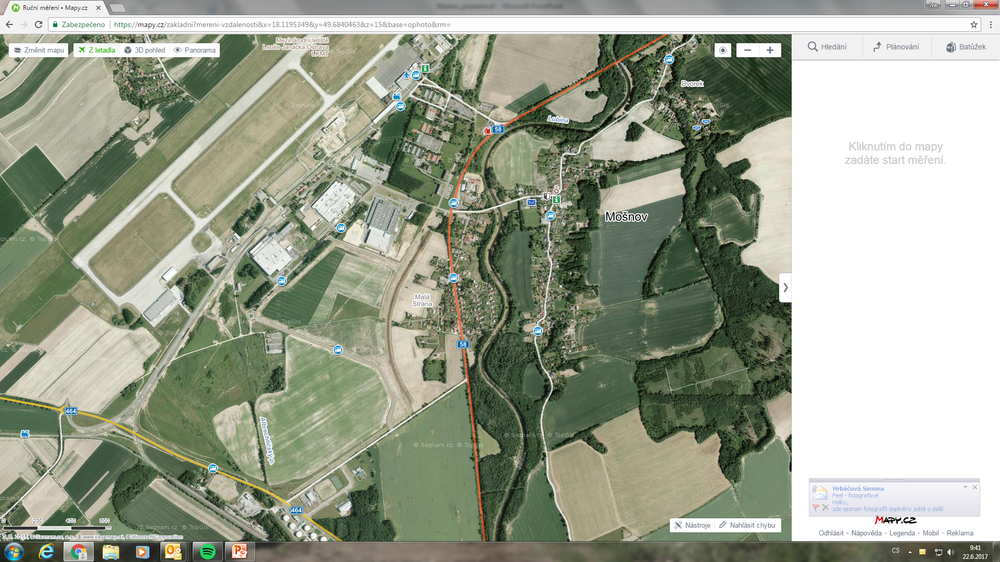 Ruční měření • Mapy.cz
Iva
Zabezpečeno
https://mapy.cz/zakladni?mereni-vzdalenosti&x=18.1195349&y=49.6840463&z=15&base=ophoto&rm=
Změnit mapu
Z letadla
3D pohled
Panorama
Mezinárodní letiště
Leoše Janáčka Ostrava
LKMT
Hledání
Plánování
Batůžek
Dvorek
Lubina
58
Kliknutím do mapy
zadáte start měření.
Mošnov
Malá
Strana
58
464
Albrechtičský p.
464
© Seznam.cz, © TopGis
0 200 400 600 m
7. 6. 2015, © Seznam.cz, a.s., © www.basemap.at, © Microsoft Corporation
Nástroje
Nahlásit chybu
Hrbáčová Simona
Feel - fotografové
Holky,
zde seznam fotografů doplněný ještě o další.
MAPY.CZ
Odhlásit • Nápověda • Legenda • Mobil • Reklama
CS
9:41
22.6.2017